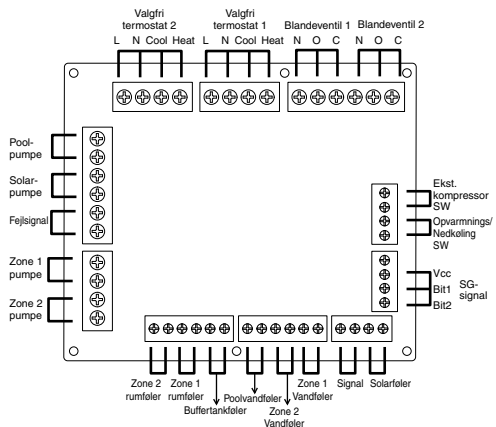 Valgfri Valgfri
termostat 2 termostat 1 Blandeventil 1 Blandeventil 2
L N Cool Heat L N Cool Heat N O C N O C
Pool-
pumpe
Solar-
pumpe
Fejlsignal
Zone 1
pumpe
Zone 2
pumpe
Ekst.
kompressor
SW
Opvarmnings/
Nedkøling
SW
Vcc
Bit1
Bit2
SG-
signal
Zone 2
rumføler
Zone 1
rumføler
Buffertankføler
Poolvandføler
Zone 2
Vandføler
Zone 1
Vandføler
Signal
Solarføler